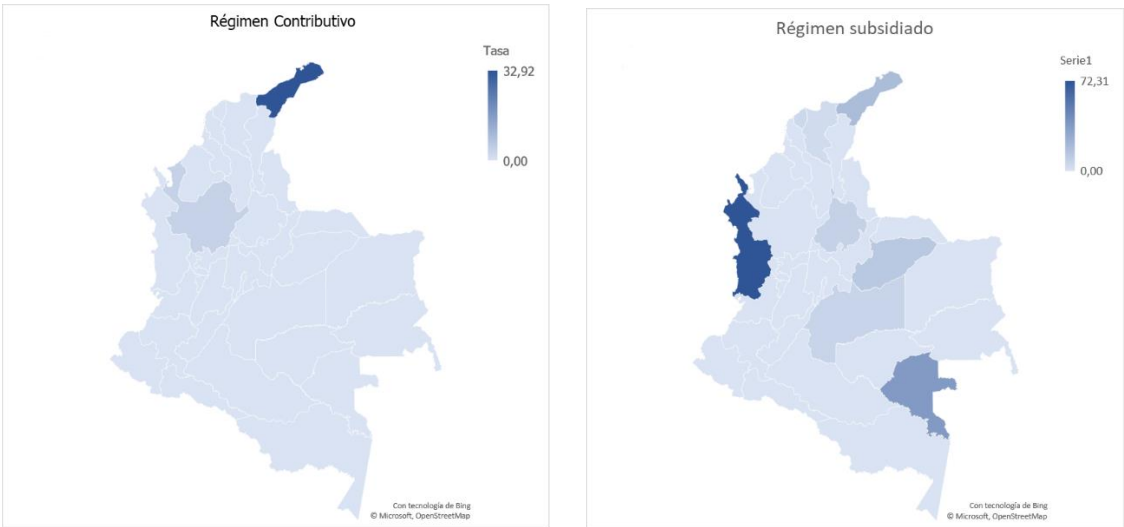 Régimen Contributivo
Tasa
32,92
0,00
Con tecnología de Bing
© Microsoft, OpenStreetMap
Régimen subsidiado
Serie1
72,31
0,00
Con tecnología de Bing
© Microsoft, OpenStreetMap